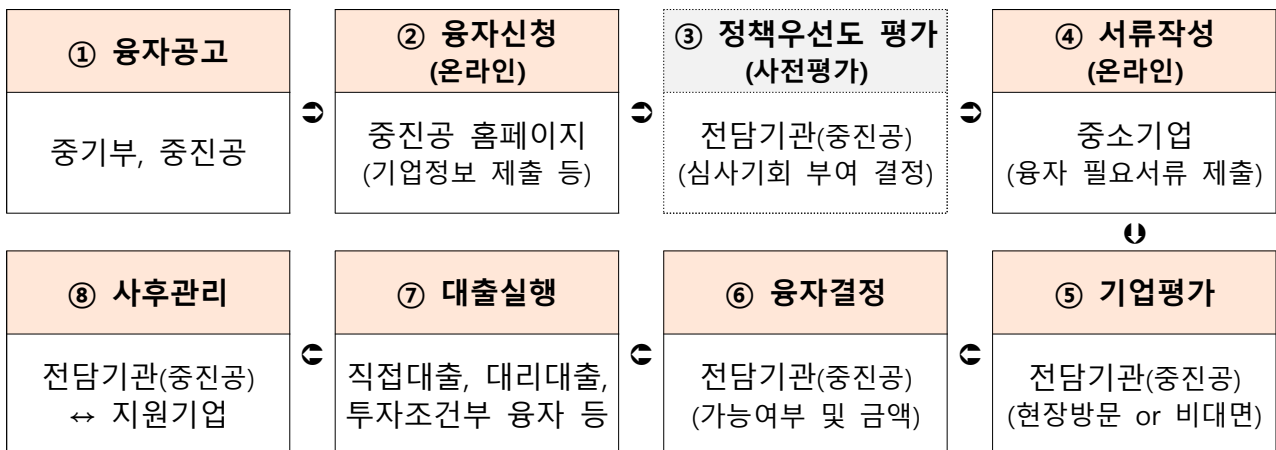 ① 융자공고
중기부, 중진공
➲
② 융자신청
(온라인)
중진공 홈페이지
(기업정보 제출 등)
➲
③ 정책우선도 평가
(사전평가)
전담기관(중진공)
(심사기회 부여 결정)
➲
④ 서류작성
(온라인)
중소기업
(융자 필요서류 제출)
⑤ 기업평가
전담기관(중진공)
(현장방문 or 비대면)
⑥ 융자결정
전담기관(중진공)
(가능여부 및 금액)
⑦ 대출실행
직접대출, 대리대출,
투자조건부 융자 등
⑧ 사후관리
전담기관(중진공)
↔ 지원기업